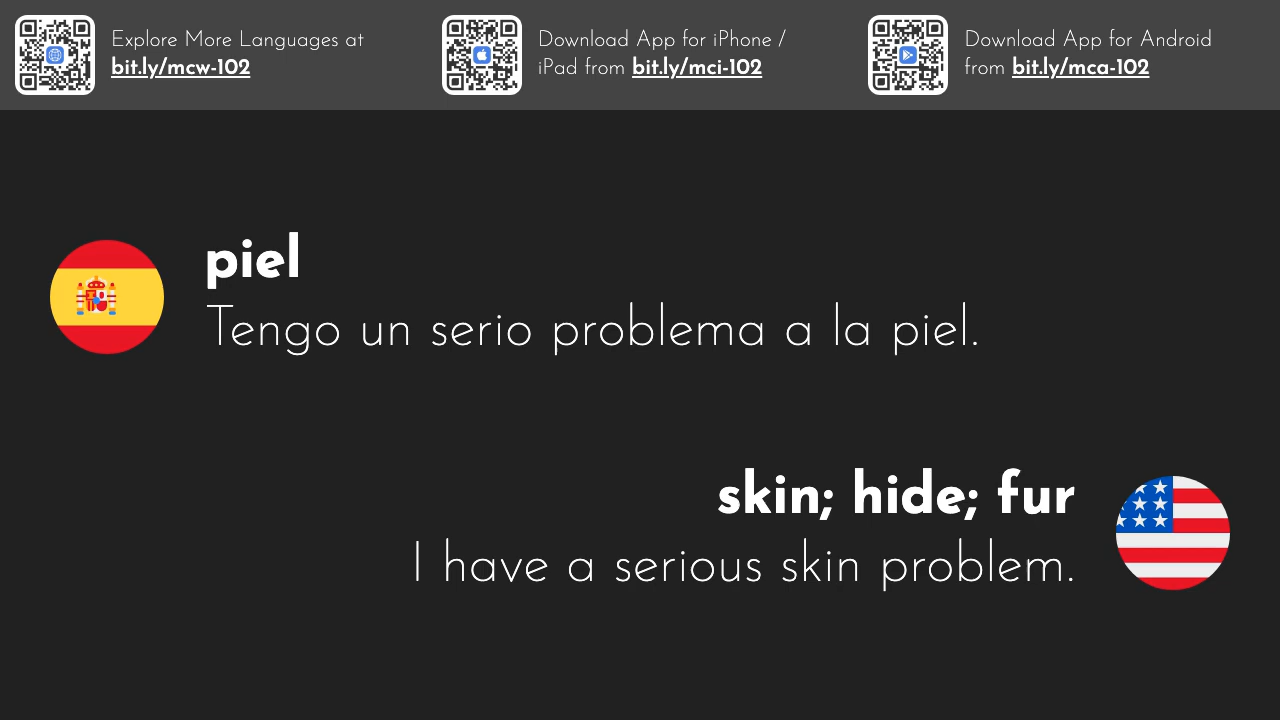 Explore More Languages at
bit.ly/mcw-102
Download App for iPhone /
iPad from bit.ly/mci-102
Download App for Android
from bit.ly/mca-102
piel
Tengo un serio problema a la piel.
skin; hide; fur
I have a serious skin problem.